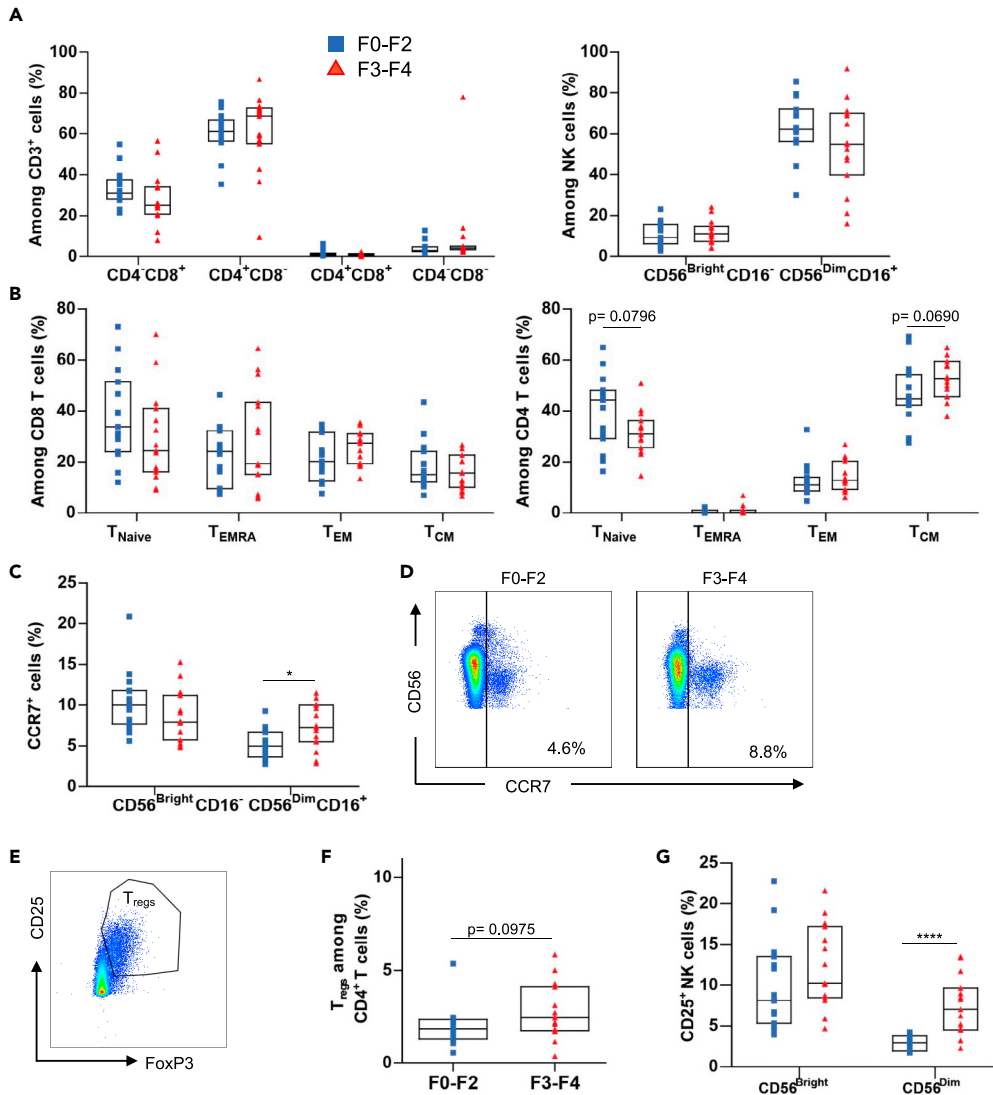 A
F0-F2
F3-F4
Among CD3+ cells (%)
100
80
60
40
20
0
CD4-CD8+ CD4+CD8- CD4+CD8+ CD4-CD8-
Among NK cells (%)
100
80
60
40
20
0
CD56Bright CD16- CD56Dim CD16+
B
Among CD8 T cells (%)
80
60
40
20
0
TNaive TEMRA TEM TCM
Among CD4 T cells (%)
80
60
40
20
0
p= 0.0796
p= 0.0690
TNaive TEMRA TEM TCM
C
CCR7+ cells (%)
25
20
15
10
5
0
*
CD56Bright CD16- CD56Dim CD16+
D
F0-F2 F3-F4
CD56
4.6% 8.8%
CCR7
E
Tregs
CD25
FoxP3
F
Tregs among
CD4+ T cells (%)
10
5
0
p= 0.0975
F0-F2 F3-F4
G
CD25+ NK cells (%)
25
20
15
10
5
0
****
CD56Bright CD56Dim